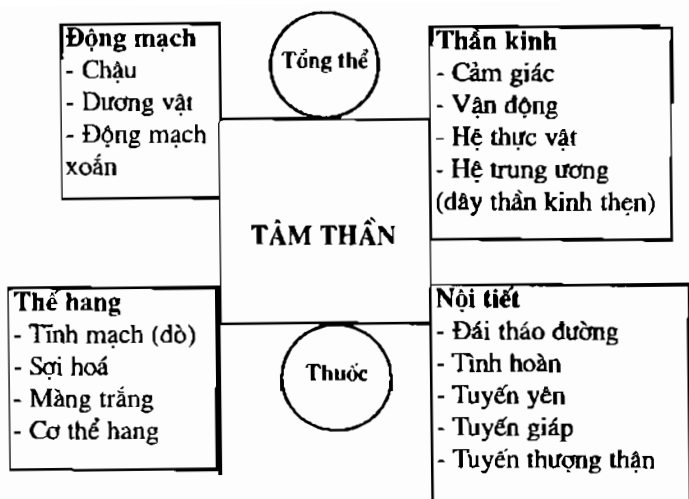 Động mạch
- Chậu
- Dương vật
- Động mạch
xoắn
Tổng thể
Thần kinh
- Cảm giác
- Vận động
- Hệ thực vật
- Hệ trung ương
(dây thần kinh thẹn)
TÂM THẦN
Thể hang
- Tĩnh mạch (dò)
- Sợi hoá
- Màng trắng
- Cơ thể hang
Thuốc
Nội tiết
- Đái tháo đường
- Tinh hoàn
- Tuyến yên
- Tuyến giáp
- Tuyến thượng thận